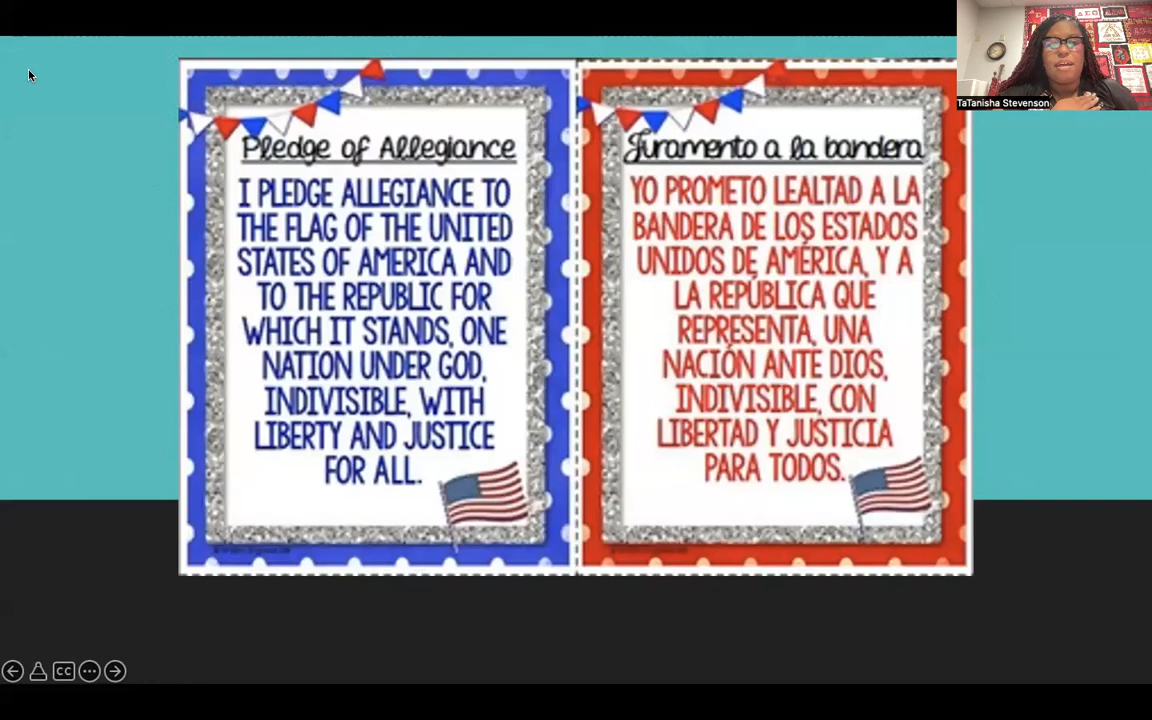 Pledge of Allegiance
I PLEDGE ALLEGIANCE TO
THE FLAG OF THE UNITED
STATES OF AMERICA AND
TO THE REPUBLIC FOR
WHICH IT STANDS, ONE
NATION UNDER GOD,
INDIVISIBLE, WITH
LIBERTY AND JUSTICE
FOR ALL.
Juramento a la bandera
YO PROMETO LEALTAD A LA
BANDERA DE LOS ESTADOS
UNIDOS DE AMÉRICA, Y A
LA REPÚBLICA QUE
REPRESENTA, UNA
NACIÓN ANTE DIOS,
INDIVISIBLE, CON
LIBERTAD Y JUSTICIA
PARA TODOS.
TaTanisha Stevenson
CC